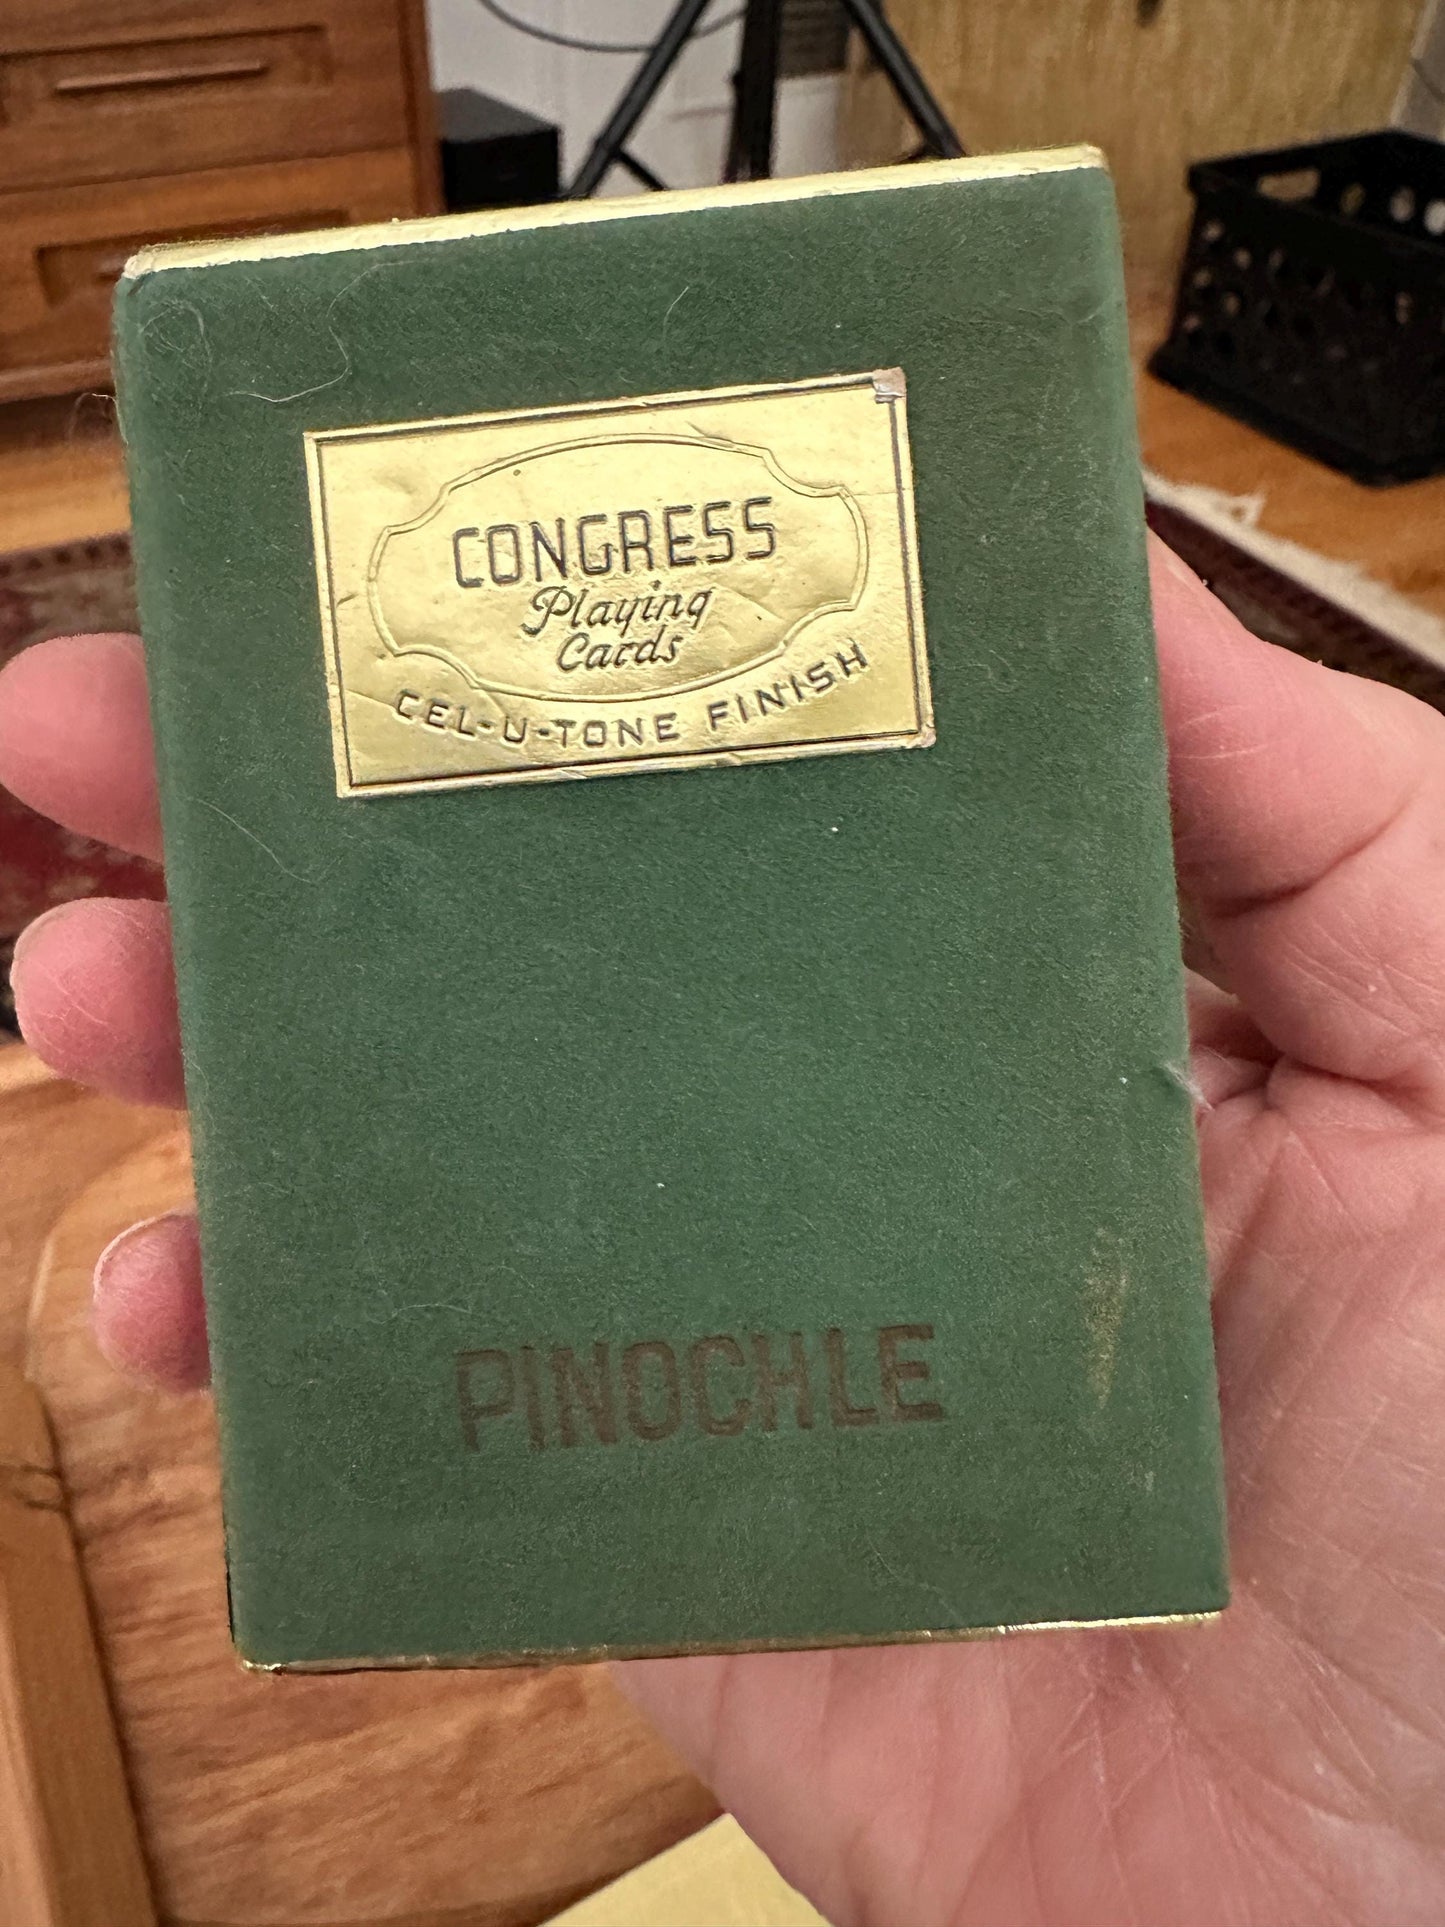 CONGRESS
Playing
Cards
CEL-U-TONE FINISH
PINOCHLE